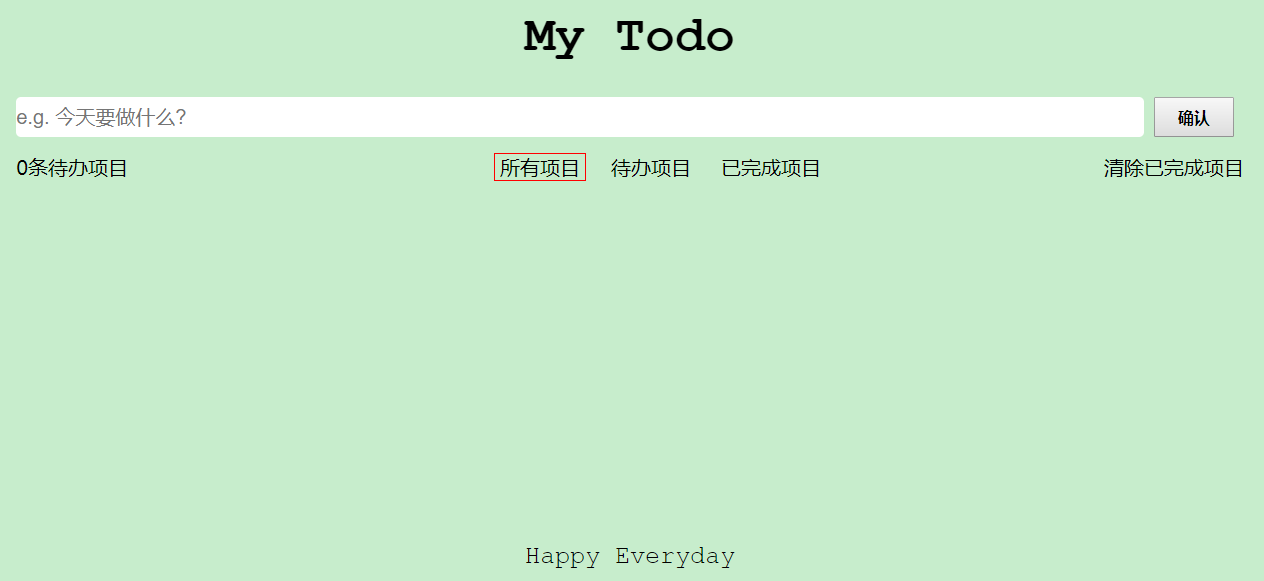 My Todo
e.g. 今天要做什么?
确认
0条待办项目
所有项目
待办项目
已完成项目
清除已完成项目
Happy Everyday